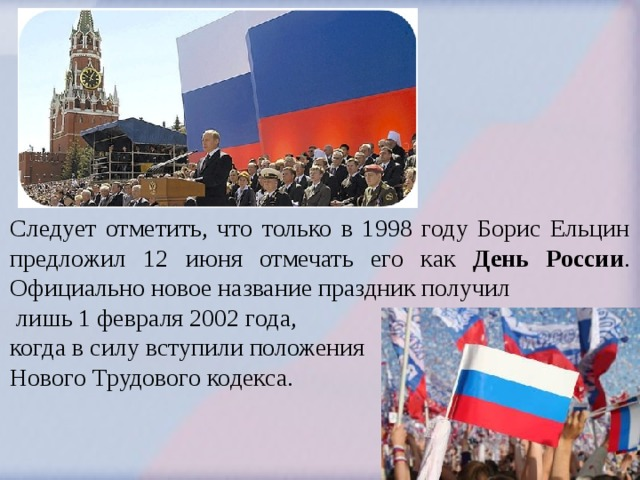 Следует отметить, что только в 1998 году Борис Ельцин
предложил 12 июня отмечать его как День России.
Официально новое название праздник получил
лишь 1 февраля 2002 года,
когда в силу вступили положения
Нового Трудового кодекса.